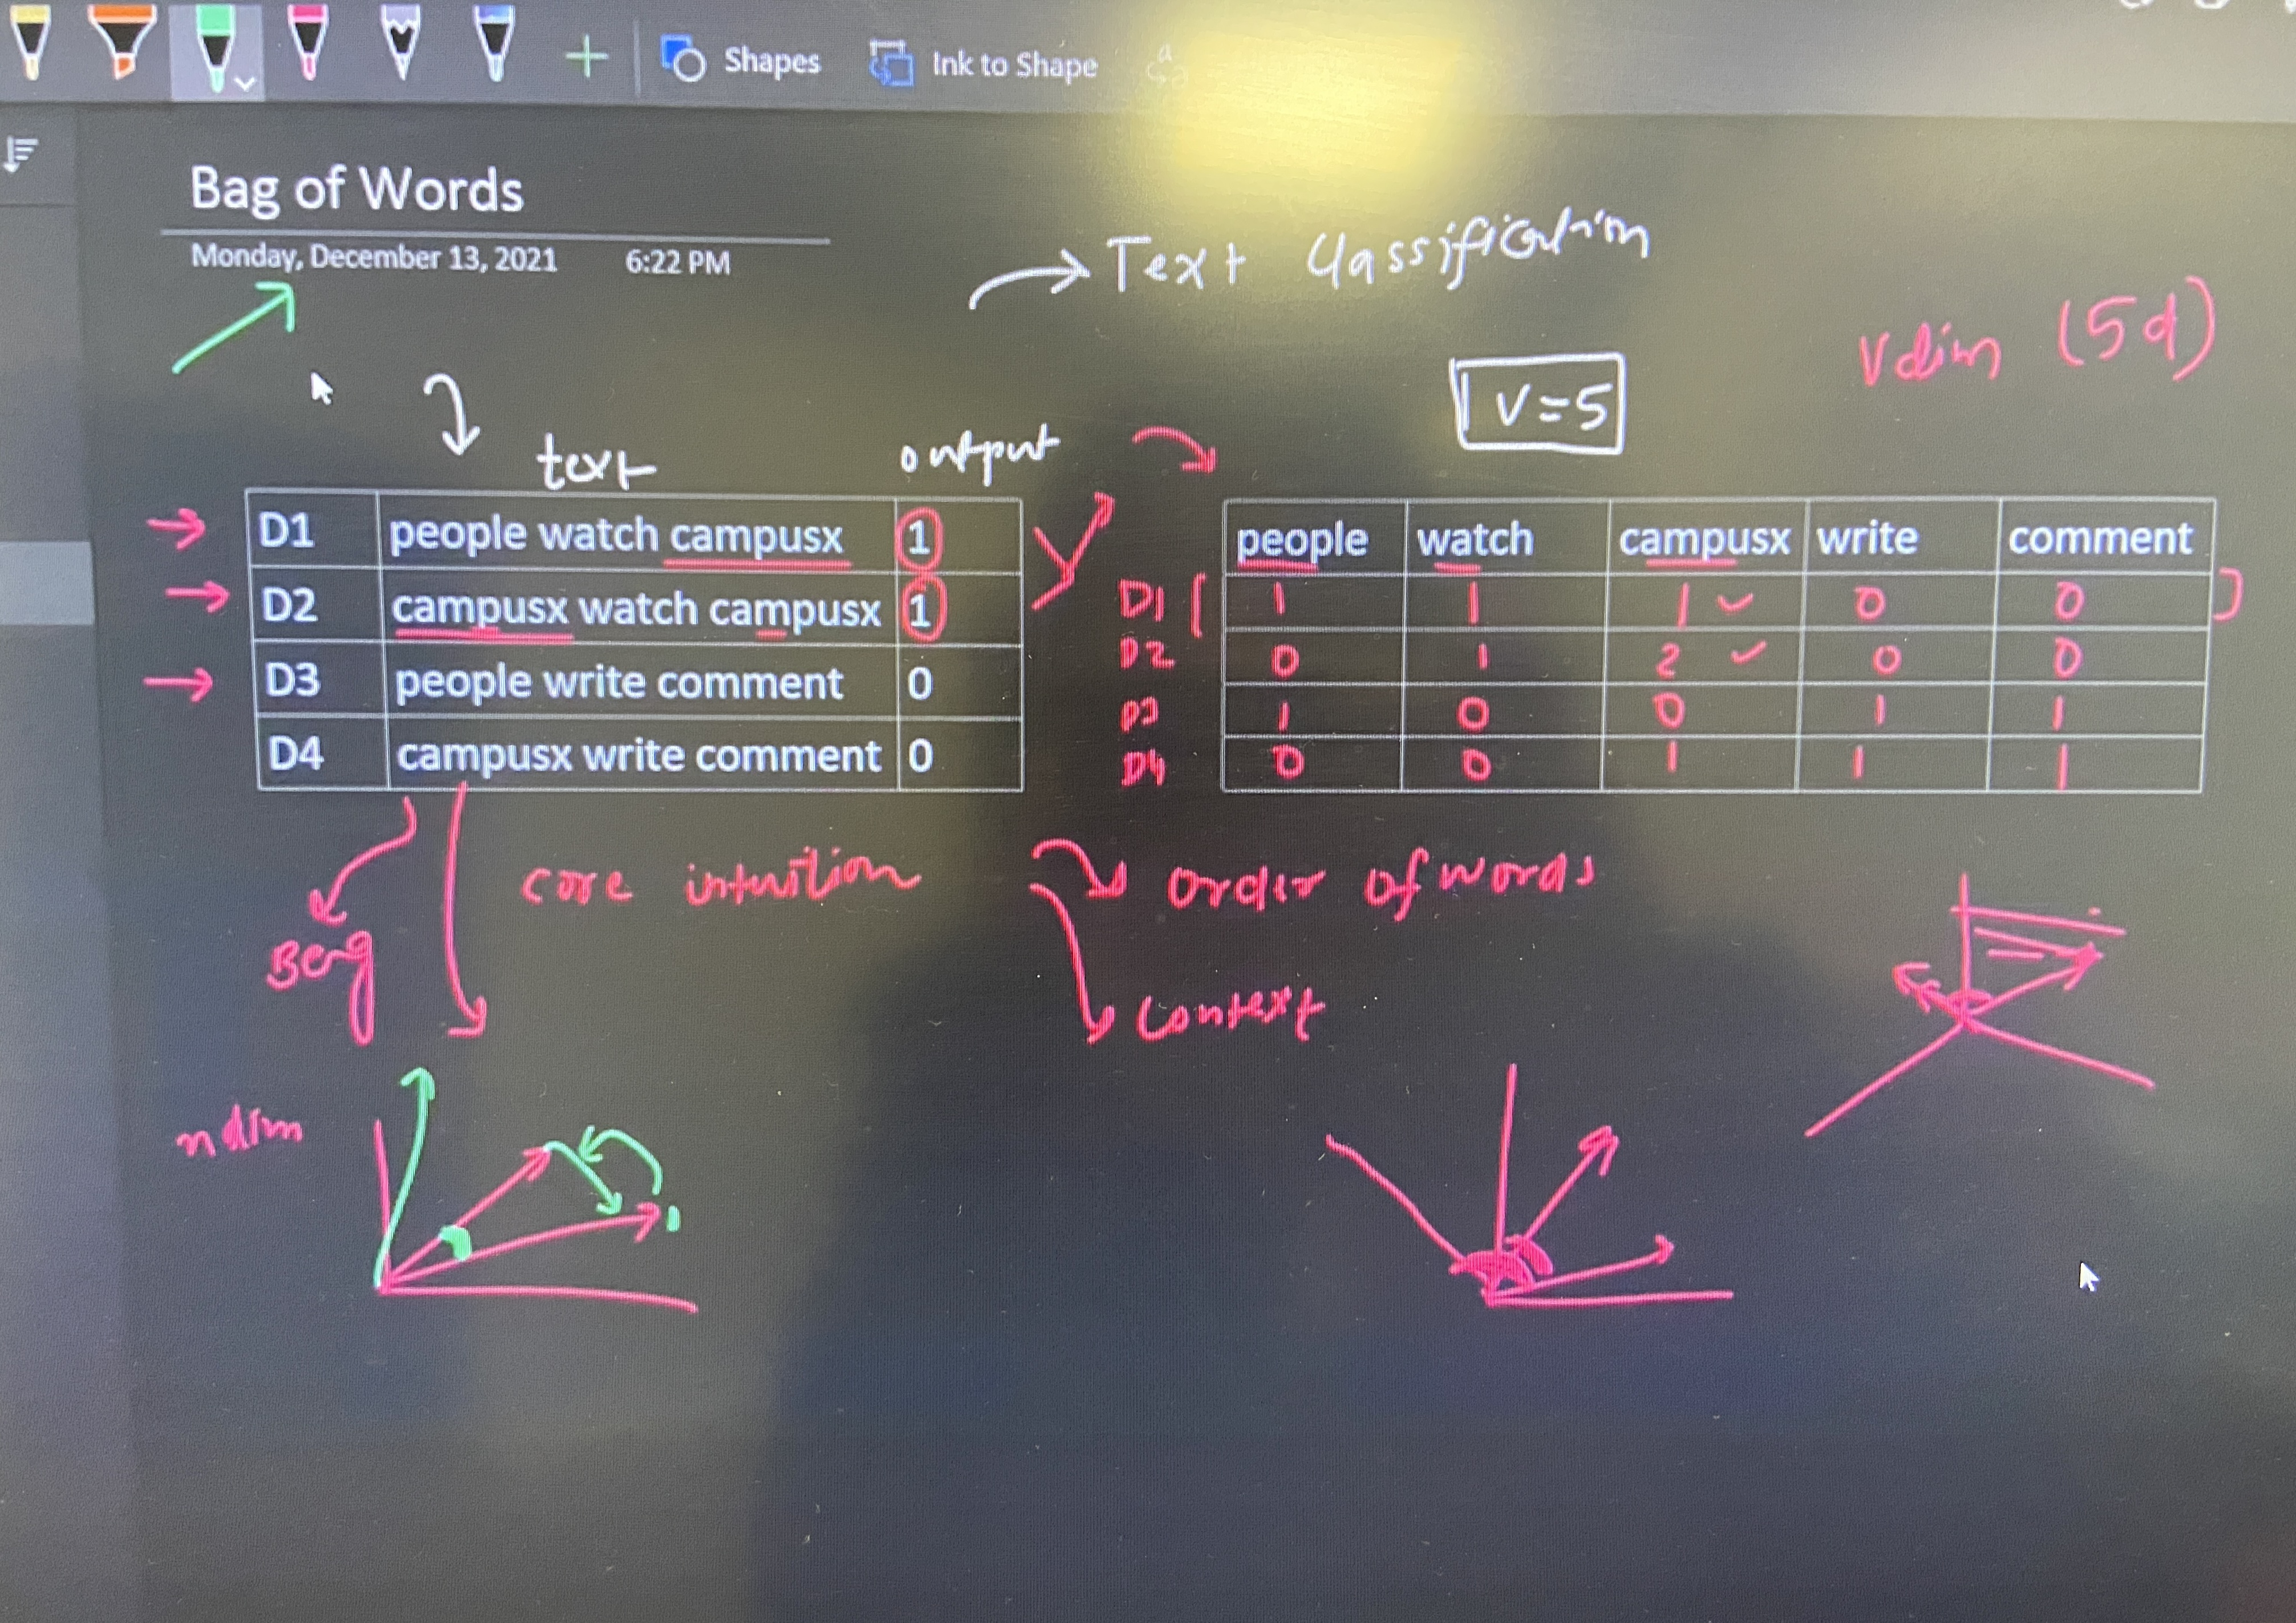 Shapes
Ink to Shape
Bag of Words
Monday, December 13, 2021 6:22 PM
Text Classification
Vdim (5d)
V=5
text output
D1 people watch campusx 1
D2 campusx watch campusx 1
D3 people write comment 0
D4 campusx write comment 0
people watch campusx write comment
D1 1 1 1 0 0
D2 0 1 2 0 0
D3 1 0 0 1 1
D4 0 0 1 1 1
core intuition
order of words
Bag
context
n dim